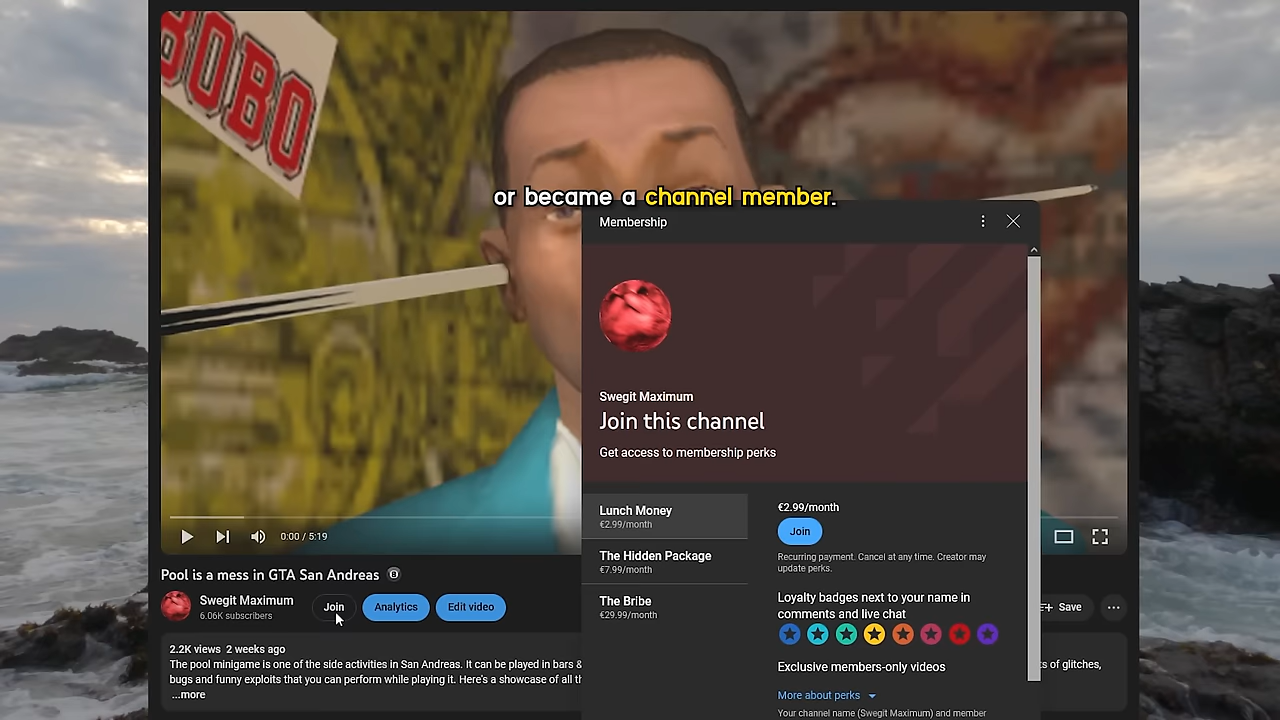 BOBO
or became a channel member.
Membership
Swegit Maximum
Join this channel
Get access to membership perks
Lunch Money
€2.99/month
The Hidden Package
€7.99/month
The Bribe
€29.99/month
€2.99/month
Join
Recurring payment. Cancel at any time. Creator may
update perks.
Loyalty badges next to your name in
comments and live chat
Exclusive members-only videos
More about perks
Your channel name (Swegit Maximum) and member
0:00 / 5:19
Pool is a mess in GTA San Andreas
Swegit Maximum
6.06K subscribers
Join
Analytics
Edit video
Save
2.2K views 2 weeks ago
The pool minigame is one of the side activities in San Andreas. It can be played in bars &
s of glitches,
bugs and funny exploits that you can perform while playing it. Here's a showcase of all th
...more